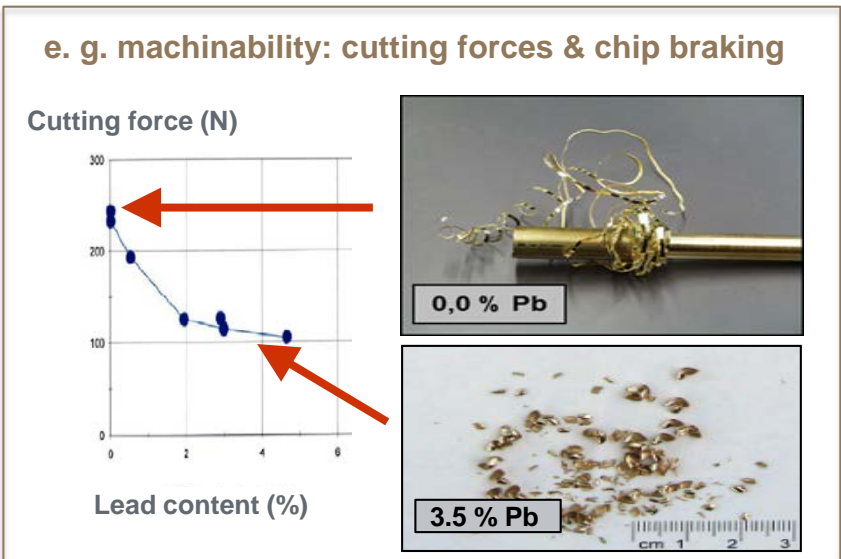 e. g. machinability: cutting forces & chip braking
Cutting force (N)
300
200
100
0
0 2 4 6
Lead content (%)
0,0 % Pb
3.5 % Pb
cm 1 2 3